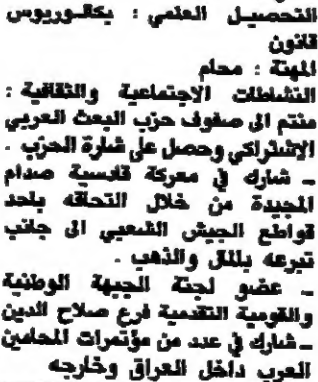 التحصيل العلمي : بكالوريوس
قانون
المهنة : محام
النشاطات الاجتماعية والثقافية :
منتم الى صفوف حزب البعث العربي
الاشتراكي وحصل على شارة الحزب .
ـ شارك في معركة قادسية صدام
المجيدة من خلال التحاقه باحد
قواطع الجيش الشعبي الى جانب
تبرعه بالمال والذهب .
ـ عضو لجنة الجبهة الوطنية
والقومية التقدمية فرع صلاح الدين
ـ شارك في عدد من مؤتمرات المحامين
العرب داخل العراق وخارجه